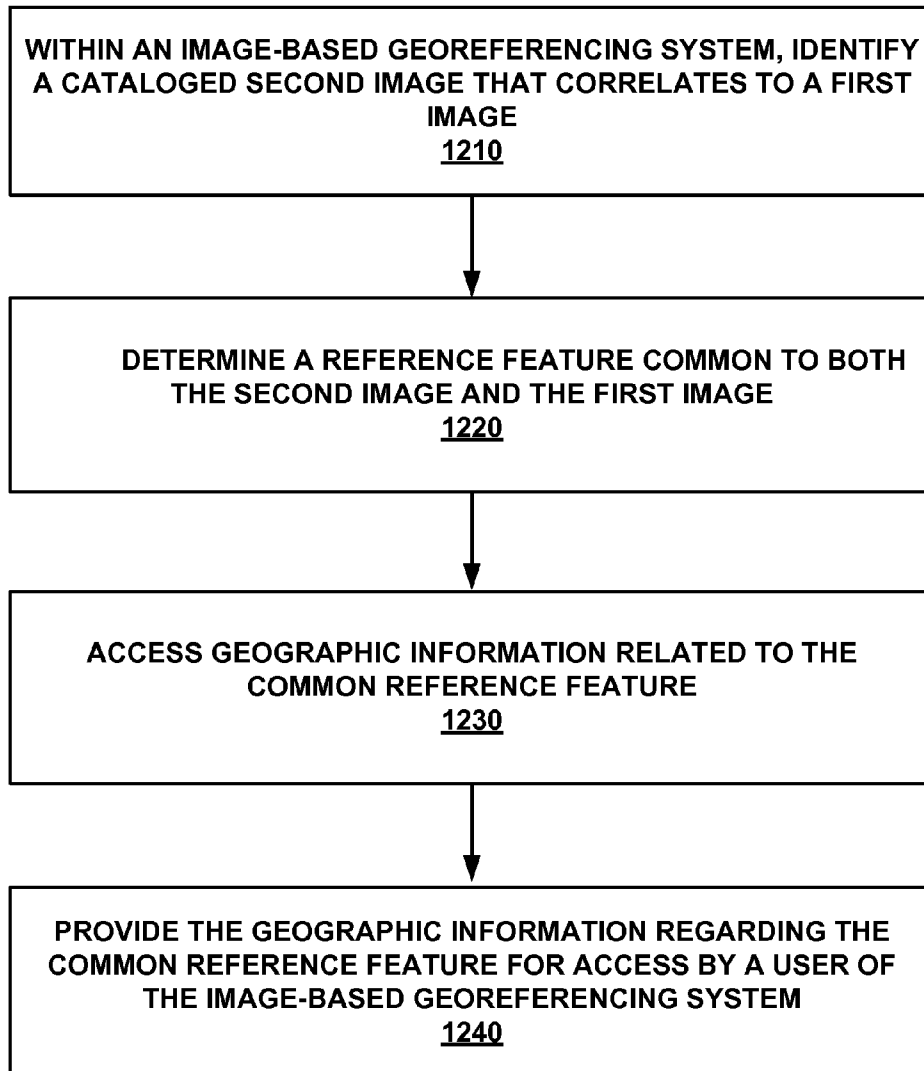 WITHIN AN IMAGE-BASED GEOREFERENCING SYSTEM, IDENTIFY
A CATALOGED SECOND IMAGE THAT CORRELATES TO A FIRST
IMAGE
1210
DETERMINE A REFERENCE FEATURE COMMON TO BOTH
THE SECOND IMAGE AND THE FIRST IMAGE
1220
ACCESS GEOGRAPHIC INFORMATION RELATED TO THE
COMMON REFERENCE FEATURE
1230
PROVIDE THE GEOGRAPHIC INFORMATION REGARDING THE
COMMON REFERENCE FEATURE FOR ACCESS BY A USER OF
THE IMAGE-BASED GEOREFERENCING SYSTEM
1240